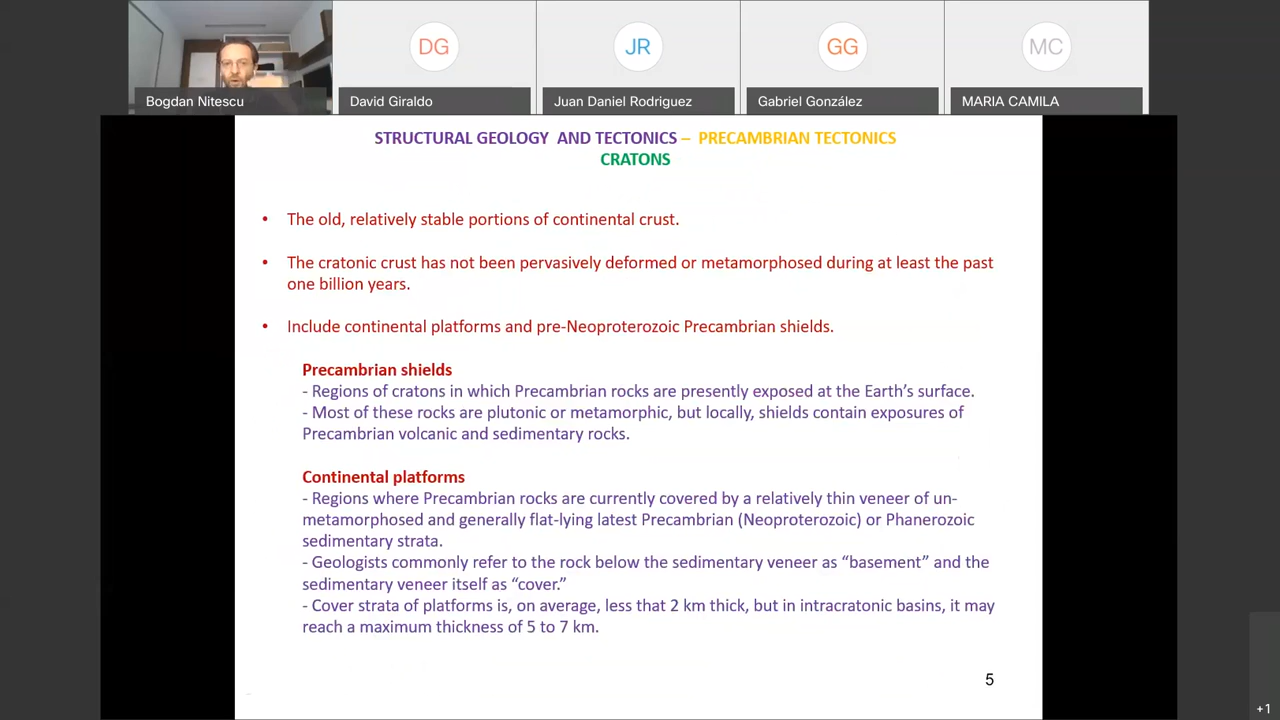 DG
JR
GG
MC
Bogdan Nitescu
David Giraldo
Juan Daniel Rodriguez
Gabriel González
MARIA CAMILA
STRUCTURAL GEOLOGY AND TECTONICS – PRECAMBRIAN TECTONICS
CRATONS
• The old, relatively stable portions of continental crust.
• The cratonic crust has not been pervasively deformed or metamorphosed during at least the past
one billion years.
• Include continental platforms and pre-Neoproterozoic Precambrian shields.
Precambrian shields
- Regions of cratons in which Precambrian rocks are presently exposed at the Earth’s surface.
- Most of these rocks are plutonic or metamorphic, but locally, shields contain exposures of
Precambrian volcanic and sedimentary rocks.
Continental platforms
- Regions where Precambrian rocks are currently covered by a relatively thin veneer of un-
metamorphosed and generally flat-lying latest Precambrian (Neoproterozoic) or Phanerozoic
sedimentary strata.
- Geologists commonly refer to the rock below the sedimentary veneer as “basement” and the
sedimentary veneer itself as “cover.”
- Cover strata of platforms is, on average, less that 2 km thick, but in intracratonic basins, it may
reach a maximum thickness of 5 to 7 km.
5
+1